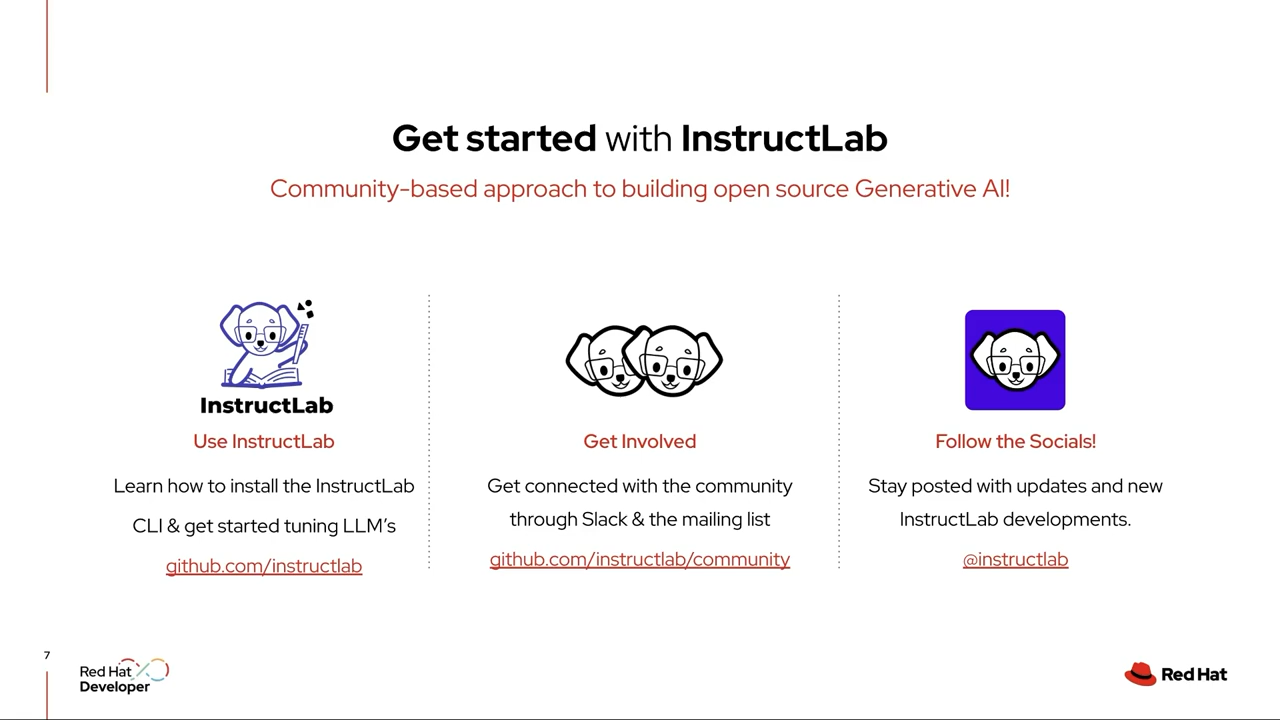 Get started with InstructLab
Community-based approach to building open source Generative AI!
InstructLab
Use InstructLab
Learn how to install the InstructLab
CLI & get started tuning LLM’s
github.com/instructlab
Get Involved
Get connected with the community
through Slack & the mailing list
github.com/instructlab/community
Follow the Socials!
Stay posted with updates and new
InstructLab developments.
@instructlab
7
Red Hat
Developer
Red Hat